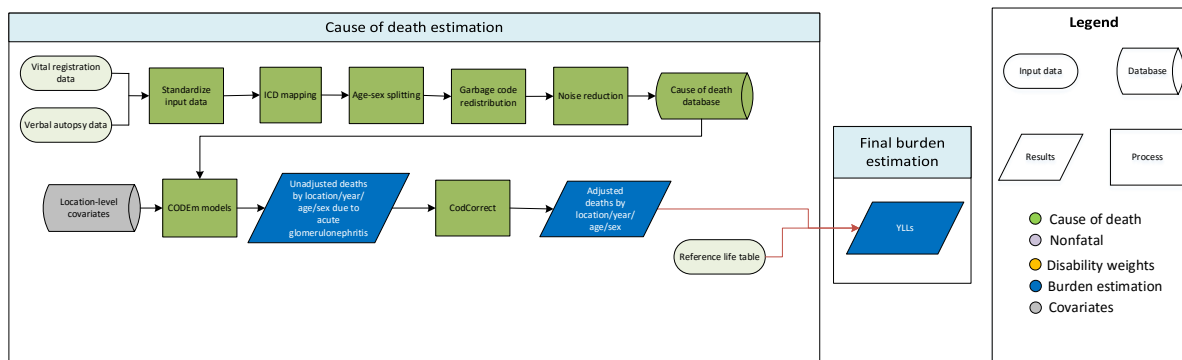 Cause of death estimation
Vital registration
data
Verbal autopsy data
Standardize
input data
ICD mapping
Age-sex splitting
Garbage code
redistribution
Noise reduction
Cause of death
database
Location-level
covariates
CODEm models
Unadjusted deaths
by location/year/
age/sex due to
acute
glomerulonephritis
CodCorrect
Adjusted
deaths by
location/year/
age/sex
Reference life table
Final burden
estimation
YLLs
Legend
Input data
Database
Results
Process
Cause of death
Nonfatal
Disability weights
Burden estimation
Covariates